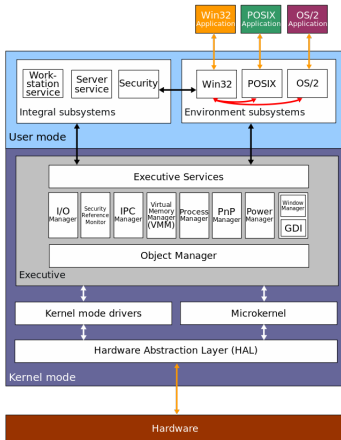 Win32
Application
POSIX
Application
OS/2
Application
Work-
station
service
Server
service
Security
Integral subsystems
Win32
POSIX
OS/2
Environment subsystems
User mode
Executive Services
I/O
Manager
Security
Reference
Monitor
IPC
Manager
Virtual
Memory
Manager
(VMM)
Process
Manager
PnP
Manager
Power
Manager
Window
Manager
GDI
Object Manager
Executive
Kernel mode drivers
Microkernel
Hardware Abstraction Layer (HAL)
Kernel mode
Hardware